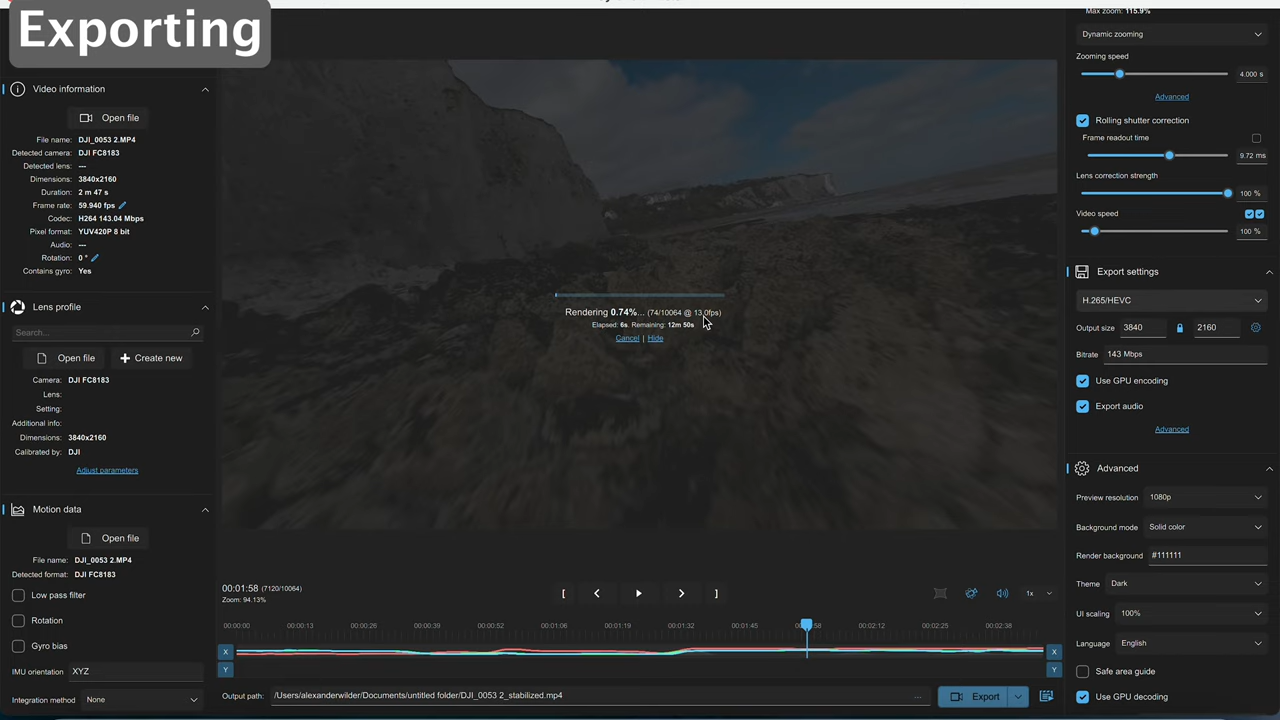 Exporting
Video information
Open file
File name: DJI_0053 2.MP4
Detected camera: DJI FC8183
Detected lens: ---
Dimensions: 3840x2160
Duration: 2 m 47 s
Frame rate: 59.940 fps
Codec: H264 143.04 Mbps
Pixel format: YUV420P 8 bit
Audio: ---
Rotation: 0 °
Contains gyro: Yes
Lens profile
Search...
Open file
Create new
Camera: DJI FC8183
Lens:
Setting:
Additional info:
Dimensions: 3840x2160
Calibrated by: DJI
Adjust parameters
Motion data
Open file
File name: DJI_0053 2.MP4
Detected format: DJI FC8183
Low pass filter
Rotation
Gyro bias
IMU orientation XYZ
Integration method None
Rendering 0.74%... (74/10064 @ 13.0fps)
Elapsed: 6s. Remaining: 12m 50s
Cancel | Hide
00:01:58 (7120/10064)
Zoom: 94.13%
[ ]
1x
00:00:00 00:00:13 00:00:26 00:00:39 00:00:52 00:01:06 00:01:19 00:01:32 00:01:45 :58 00:02:12 00:02:25 00:02:38
X X
Y Y
Output path: /Users/alexanderwilder/Documents/untitled folder/DJI_0053 2_stabilized.mp4 ...
Export
Max zoom: 115.9%
Dynamic zooming
Zooming speed
4.000 s
Advanced
Rolling shutter correction
Frame readout time
9.72 ms
Lens correction strength
100 %
Video speed
100 %
Export settings
H.265/HEVC
Output size 3840 2160
Bitrate 143 Mbps
Use GPU encoding
Export audio
Advanced
Advanced
Preview resolution 1080p
Background mode Solid color
Render background #111111
Theme Dark
UI scaling 100%
Language English
Safe area guide
Use GPU decoding